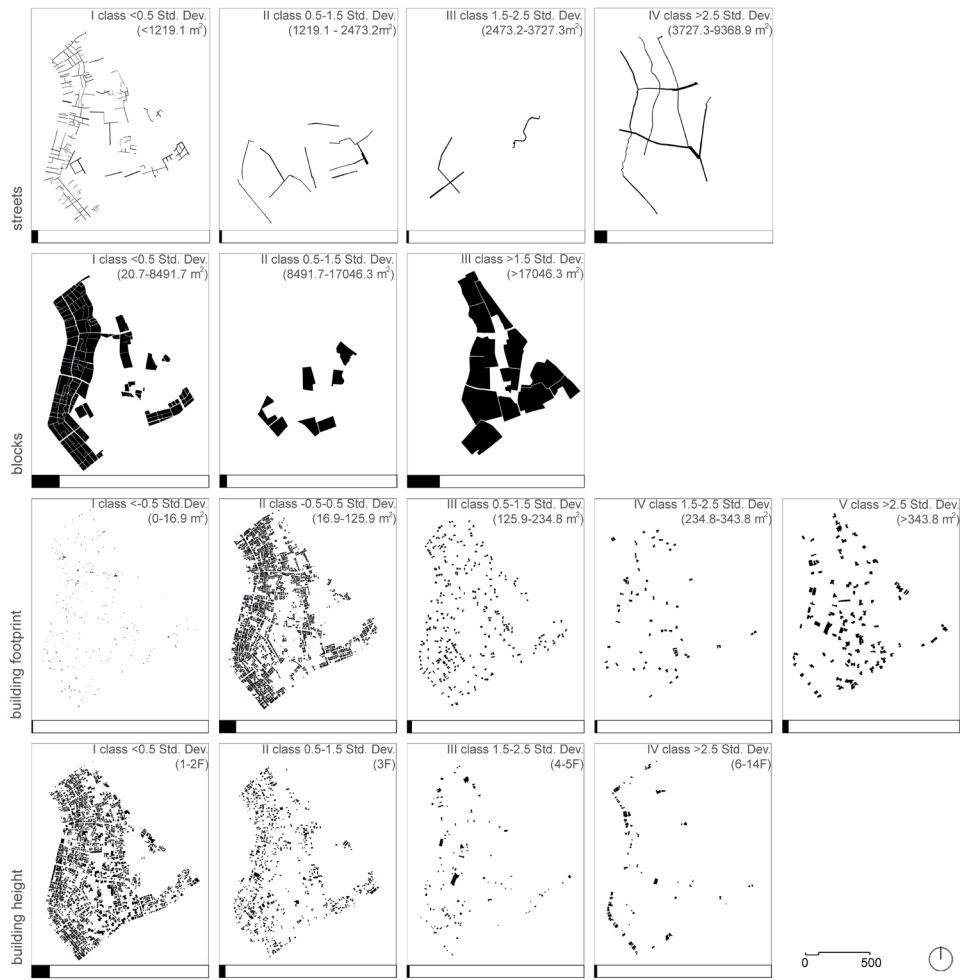 I class <0.5 Std. Dev.
(<1219.1 m²)
II class 0.5-1.5 Std. Dev.
(1219.1 - 2473.2m²)
III class 1.5-2.5 Std. Dev.
(2473.2-3727.3m²)
IV class >2.5 Std. Dev.
(3727.3-9368.9 m²)
streets
I class <0.5 Std. Dev.
(20.7-8491.7 m²)
II class 0.5-1.5 Std. Dev.
(8491.7-17046.3 m²)
III class >1.5 Std. Dev.
(>17046.3 m²)
blocks
I class <-0.5 Std. Dev.
(0-16.9 m²)
II class -0.5-0.5 Std. Dev.
(16.9-125.9 m²)
III class 0.5-1.5 Std. Dev.
(125.9-234.8 m²)
IV class 1.5-2.5 Std. Dev.
(234.8-343.8 m²)
V class >2.5 Std. Dev.
(>343.8 m²)
building footprint
I class <0.5 Std. Dev.
(1-2F)
II class 0.5-1.5 Std. Dev.
(3F)
III class 1.5-2.5 Std. Dev.
(4-5F)
IV class >2.5 Std. Dev.
(6-14F)
building height
0 500